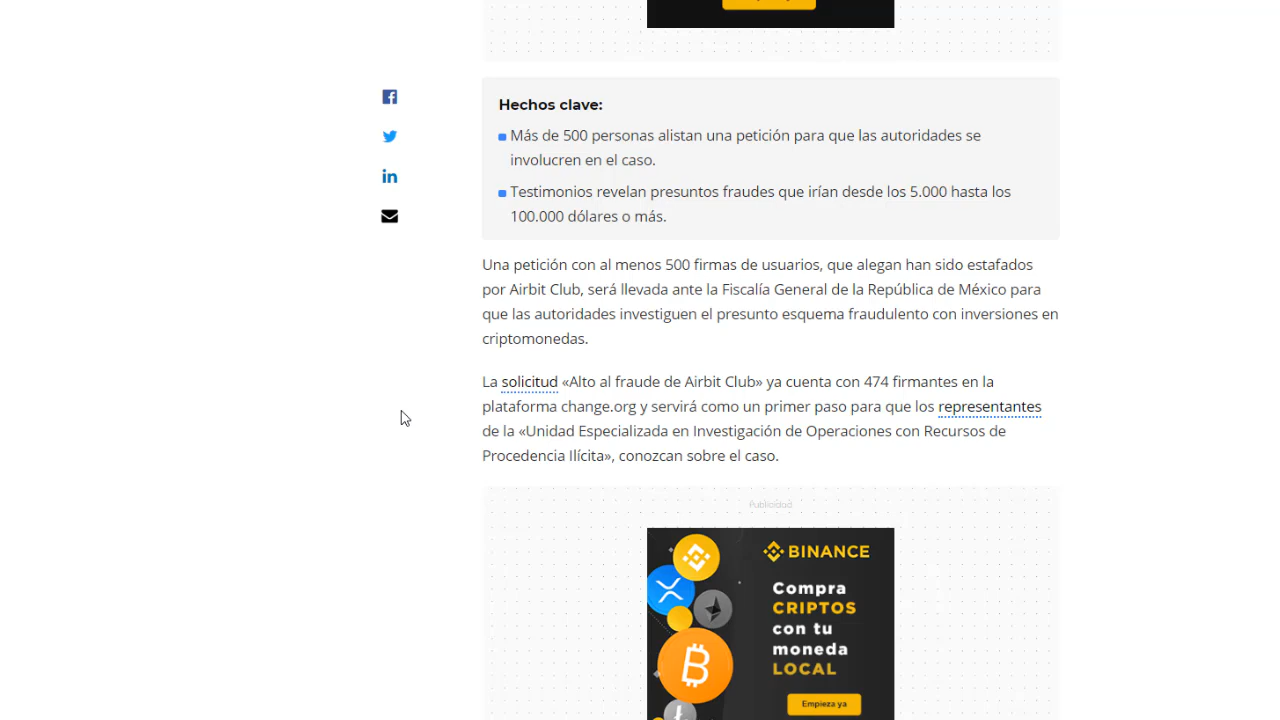 Hechos clave:
Más de 500 personas alistan una petición para que las autoridades se
involucren en el caso.
Testimonios revelan presuntos fraudes que irían desde los 5.000 hasta los
100.000 dólares o más.
Una petición con al menos 500 firmas de usuarios, que alegan han sido estafados
por Airbit Club, será llevada ante la Fiscalía General de la República de México para
que las autoridades investiguen el presunto esquema fraudulento con inversiones en
criptomonedas.
La solicitud «Alto al fraude de Airbit Club» ya cuenta con 474 firmantes en la
plataforma change.org y servirá como un primer paso para que los representantes
de la «Unidad Especializada en Investigación de Operaciones con Recursos de
Procedencia Ilícita», conozcan sobre el caso.
Publicidad
BINANCE
Compra
CRIPTOS
con tu
moneda
LOCAL
Empieza ya